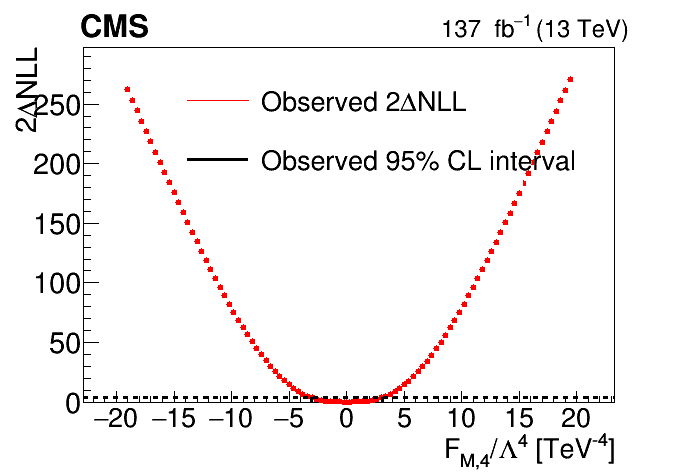 CMS
137 fb⁻¹ (13 TeV)
2ΔNLL
Observed 2ΔNLL
Observed 95% CL interval
250
200
150
100
50
0
−20 −15 −10 −5 0 5 10 15 20
F_M,4/Λ⁴ [TeV⁻⁴]